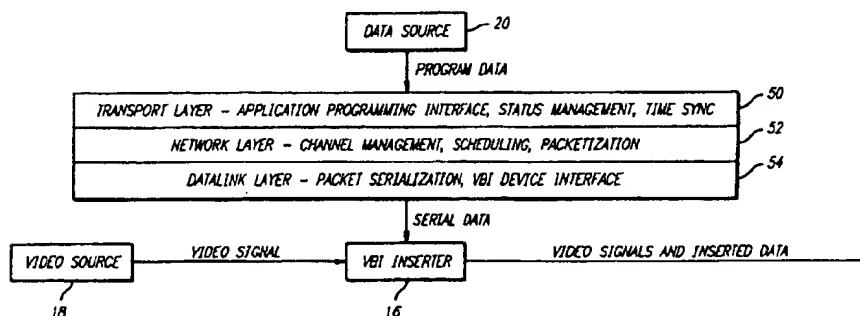 DATA SOURCE
20
PROGRAM DATA
TRANSPORT LAYER - APPLICATION PROGRAMMING INTERFACE, STATUS MANAGEMENT, TIME SYNC
50
NETWORK LAYER - CHANNEL MANAGEMENT, SCHEDULING, PACKETIZATION
52
DATALINK LAYER - PACKET SERIALIZATION, VBI DEVICE INTERFACE
54
SERIAL DATA
VIDEO SOURCE
VIDEO SIGNAL
VBI INSERTER
VIDEO SIGNALS AND INSERTED DATA
18
16